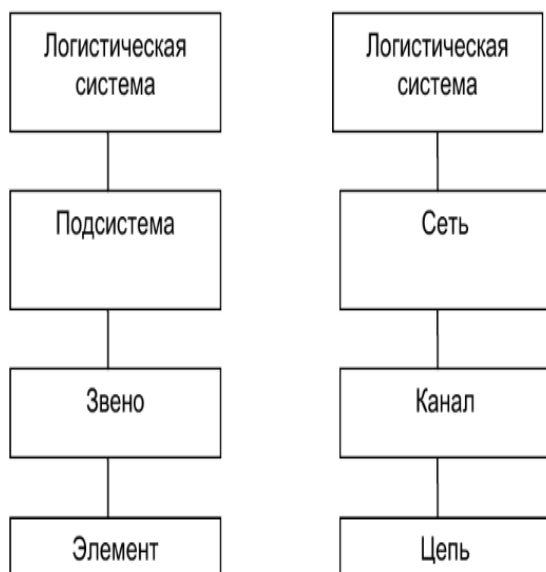 Логистическая
система
Подсистема
Звено
Элемент
Логистическая
система
Сеть
Канал
Цепь